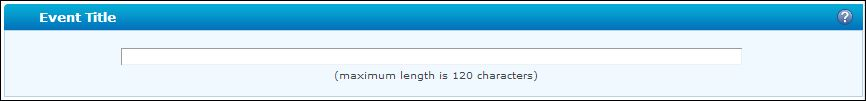 Event Title
?
(maximum length is 120 characters)